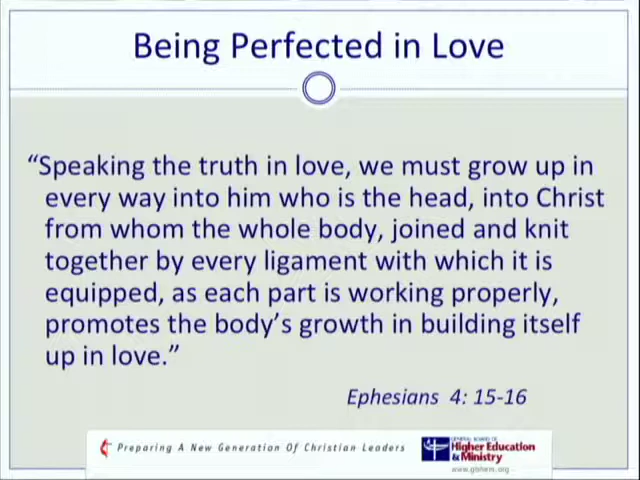 Being Perfected in Love
“Speaking the truth in love, we must grow up in
every way into him who is the head, into Christ
from whom the whole body, joined and knit
together by every ligament with which it is
equipped, as each part is working properly,
promotes the body’s growth in building itself
up in love.”
Ephesians 4: 15-16
Preparing A New Generation Of Christian Leaders
GENERAL BOARD OF
Higher Education
& Ministry
www.gbhem.org